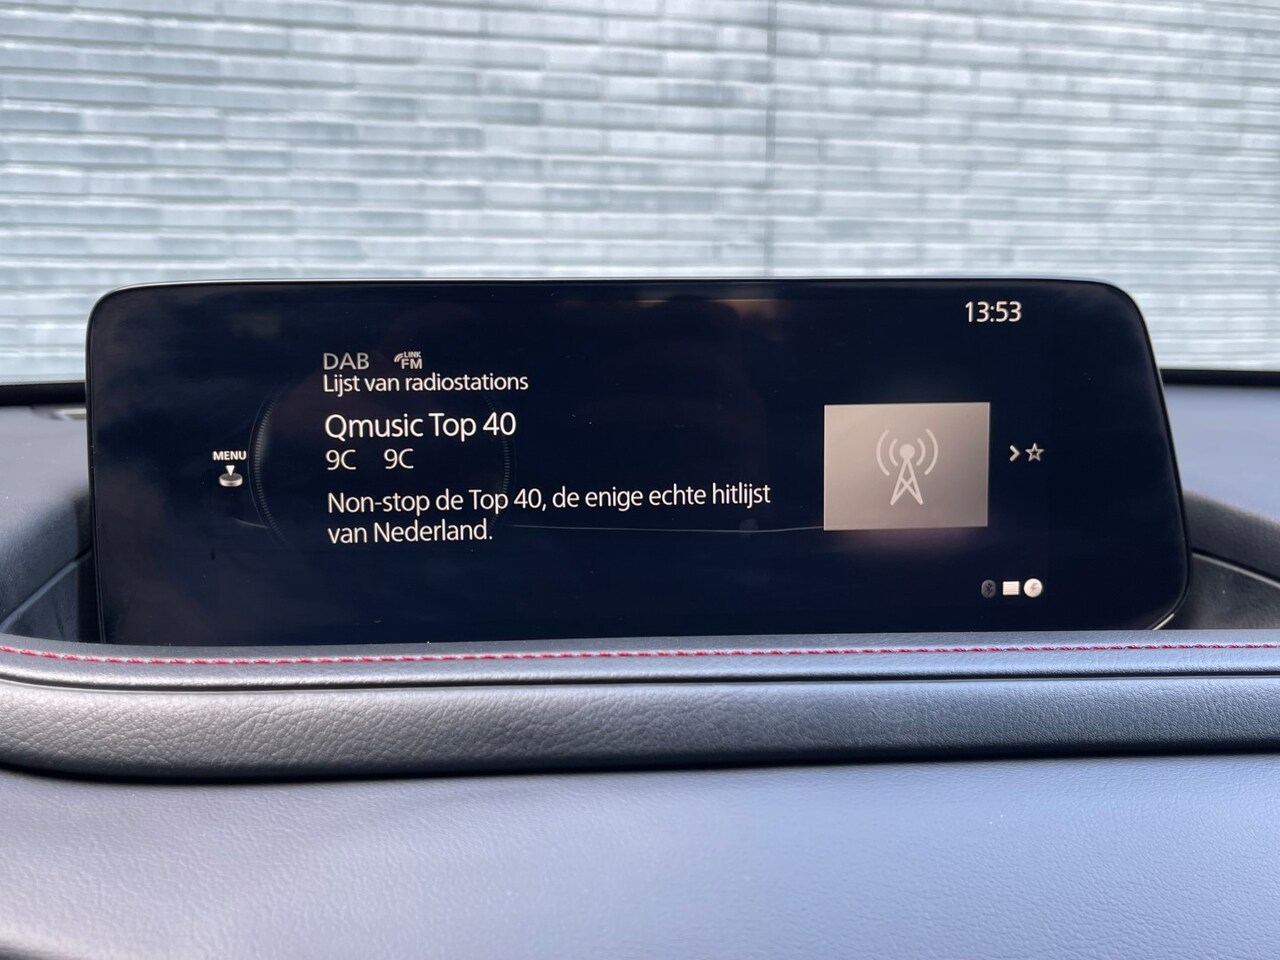 13:53
DAB LINK FM
Lijst van radiostations
Qmusic Top 40
MENU
9C 9C
Non-stop de Top 40, de enige echte hitlijst
van Nederland.